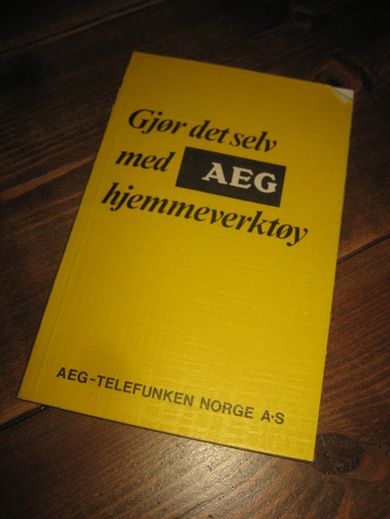 Gjør det selv
med AEG
hjemmeverktøy
AEG-TELEFUNKEN NORGE A·S